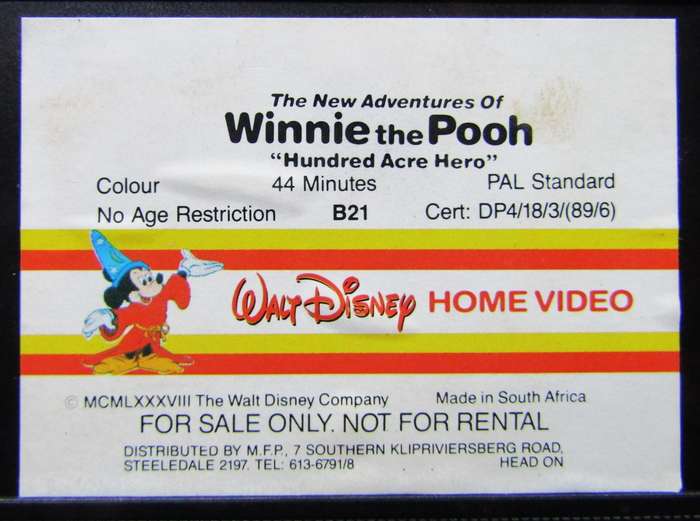 The New Adventures Of
Winnie the Pooh
“Hundred Acre Hero”
Colour 44 Minutes PAL Standard
No Age Restriction B21 Cert: DP4/18/3/(89/6)
WALT DISNEY HOME VIDEO
© MCMLXXXVIII The Walt Disney Company Made in South Africa
FOR SALE ONLY. NOT FOR RENTAL
DISTRIBUTED BY M.F.P., 7 SOUTHERN KLIPRIVIERSBERG ROAD,
STEELEDALE 2197. TEL: 613-6791/8 HEAD ON